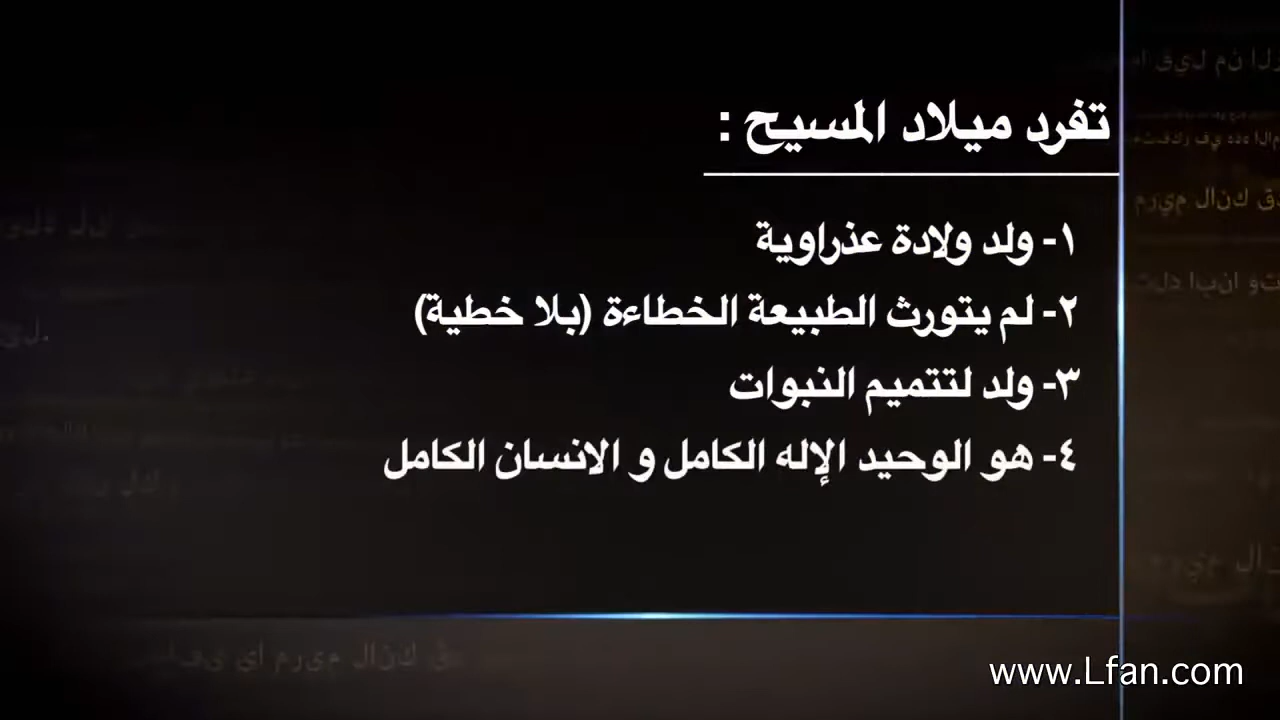 تفرد ميلاد المسيح :
١- ولد ولادة عذراوية
٢- لم يتورث الطبيعة الخطاءة (بلا خطية)
٣- ولد لتتميم النبوات
٤- هو الوحيد الإله الكامل و الانسان الكامل
www.Lfan.com